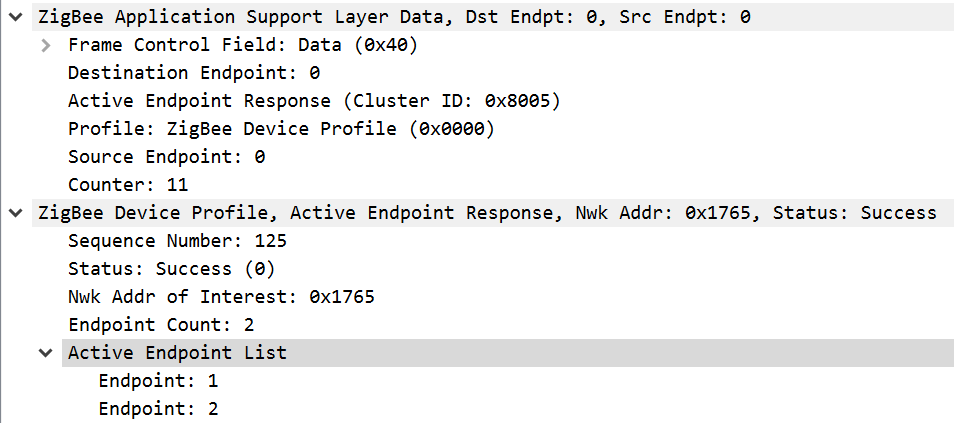 ZigBee Application Support Layer Data, Dst Endpt: 0, Src Endpt: 0
Frame Control Field: Data (0x40)
Destination Endpoint: 0
Active Endpoint Response (Cluster ID: 0x8005)
Profile: ZigBee Device Profile (0x0000)
Source Endpoint: 0
Counter: 11
ZigBee Device Profile, Active Endpoint Response, Nwk Addr: 0x1765, Status: Success
Sequence Number: 125
Status: Success (0)
Nwk Addr of Interest: 0x1765
Endpoint Count: 2
Active Endpoint List
Endpoint: 1
Endpoint: 2